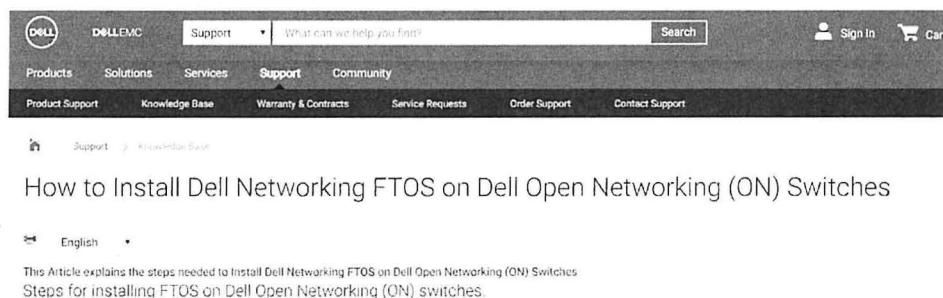 DELL DELLEMC Support What can we help you find? Search Sign In Car
Products Solutions Services Support Community
Product Support Knowledge Base Warranty & Contracts Service Requests Order Support Contact Support
Support > Knowledge Base
How to Install Dell Networking FTOS on Dell Open Networking (ON) Switches
English
This Article explains the steps needed to Install Dell Networking FTOS on Dell Open Networking (ON) Switches
Steps for installing FTOS on Dell Open Networking (ON) switches.